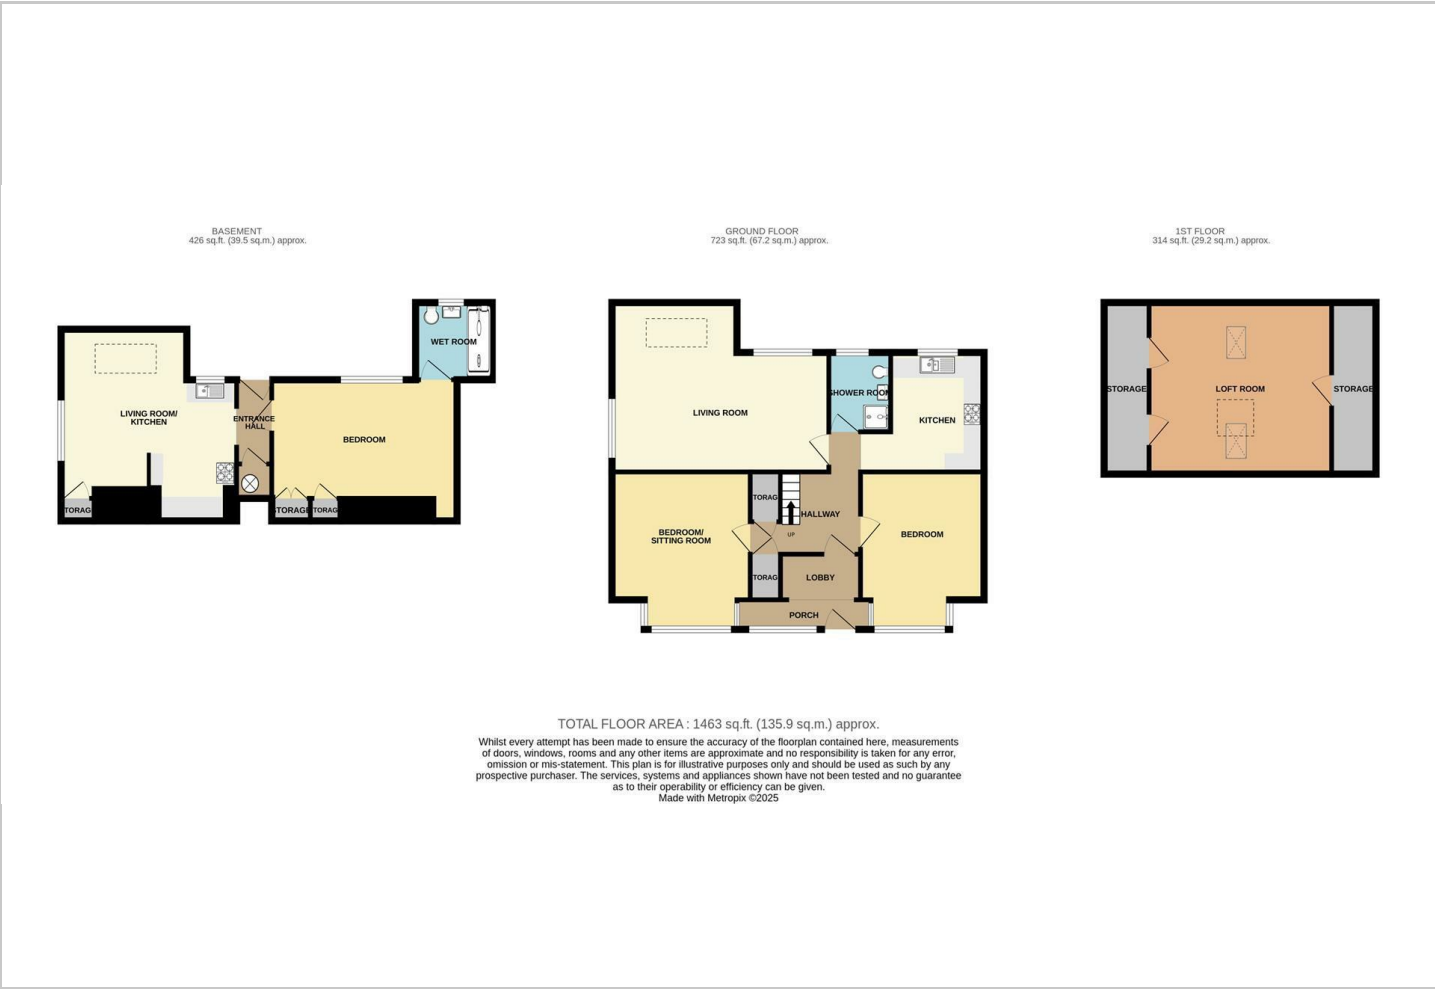 BASEMENT
426 sq.ft. (39.5 sq.m.) approx.
GROUND FLOOR
723 sq.ft. (67.2 sq.m.) approx.
1ST FLOOR
314 sq.ft. (29.2 sq.m.) approx.
WET ROOM
LIVING ROOM/
KITCHEN
ENTRANCE
HALL
BEDROOM
TORAG
STORAGE
TORAG
LIVING ROOM
SHOWER ROOM
KITCHEN
TORAG
HALLWAY
UP
BEDROOM/
SITTING ROOM
BEDROOM
TORAG
LOBBY
PORCH
STORAGE
LOFT ROOM
STORAGE
TOTAL FLOOR AREA : 1463 sq.ft. (135.9 sq.m.) approx.
Whilst every attempt has been made to ensure the accuracy of the floorplan contained here, measurements
of doors, windows, rooms and any other items are approximate and no responsibility is taken for any error,
omission or mis-statement. This plan is for illustrative purposes only and should be used as such by any
prospective purchaser. The services, systems and appliances shown have not been tested and no guarantee
as to their operability or efficiency can be given.
Made with Metropix ©2025